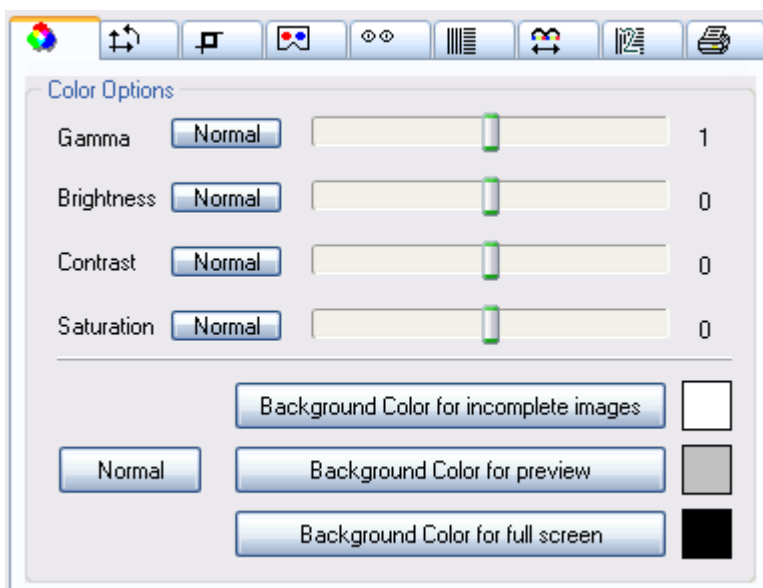 Color Options
Gamma Normal 1
Brightness Normal 0
Contrast Normal 0
Saturation Normal 0
Background Color for incomplete images
Normal Background Color for preview
Background Color for full screen